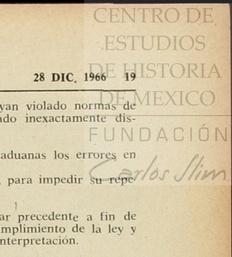 CENTRO DE
ESTUDIOS
DE HISTORIA
DE MEXICO
FUNDACIÓN
Carlos Slim
28 DIC. 1966 19
yan violado normas de
ado inexactamente dis-
aduanas los errores en
, para impedir su repe-
ar precedente a fin de
mplimiento de la ley y
nterpretación.